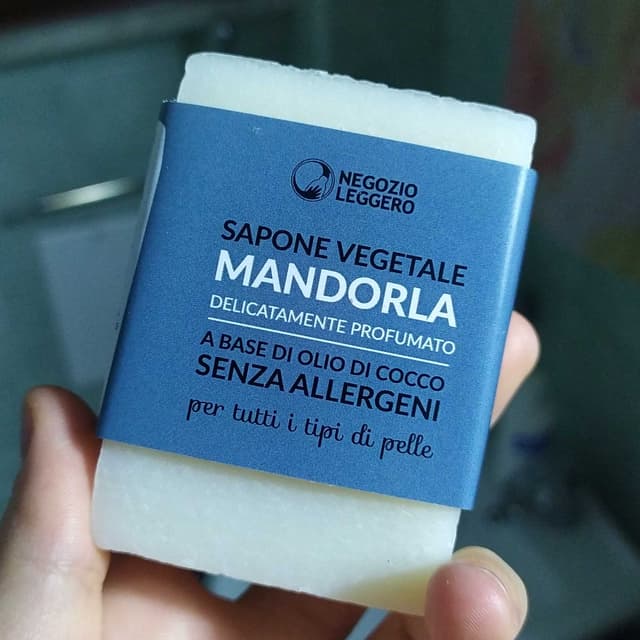 NEGOZIO
LEGGERO
SAPONE VEGETALE
MANDORLA
DELICATAMENTE PROFUMATO
A BASE DI OLIO DI COCCO
SENZA ALLERGENI
per tutti i tipi di pelle